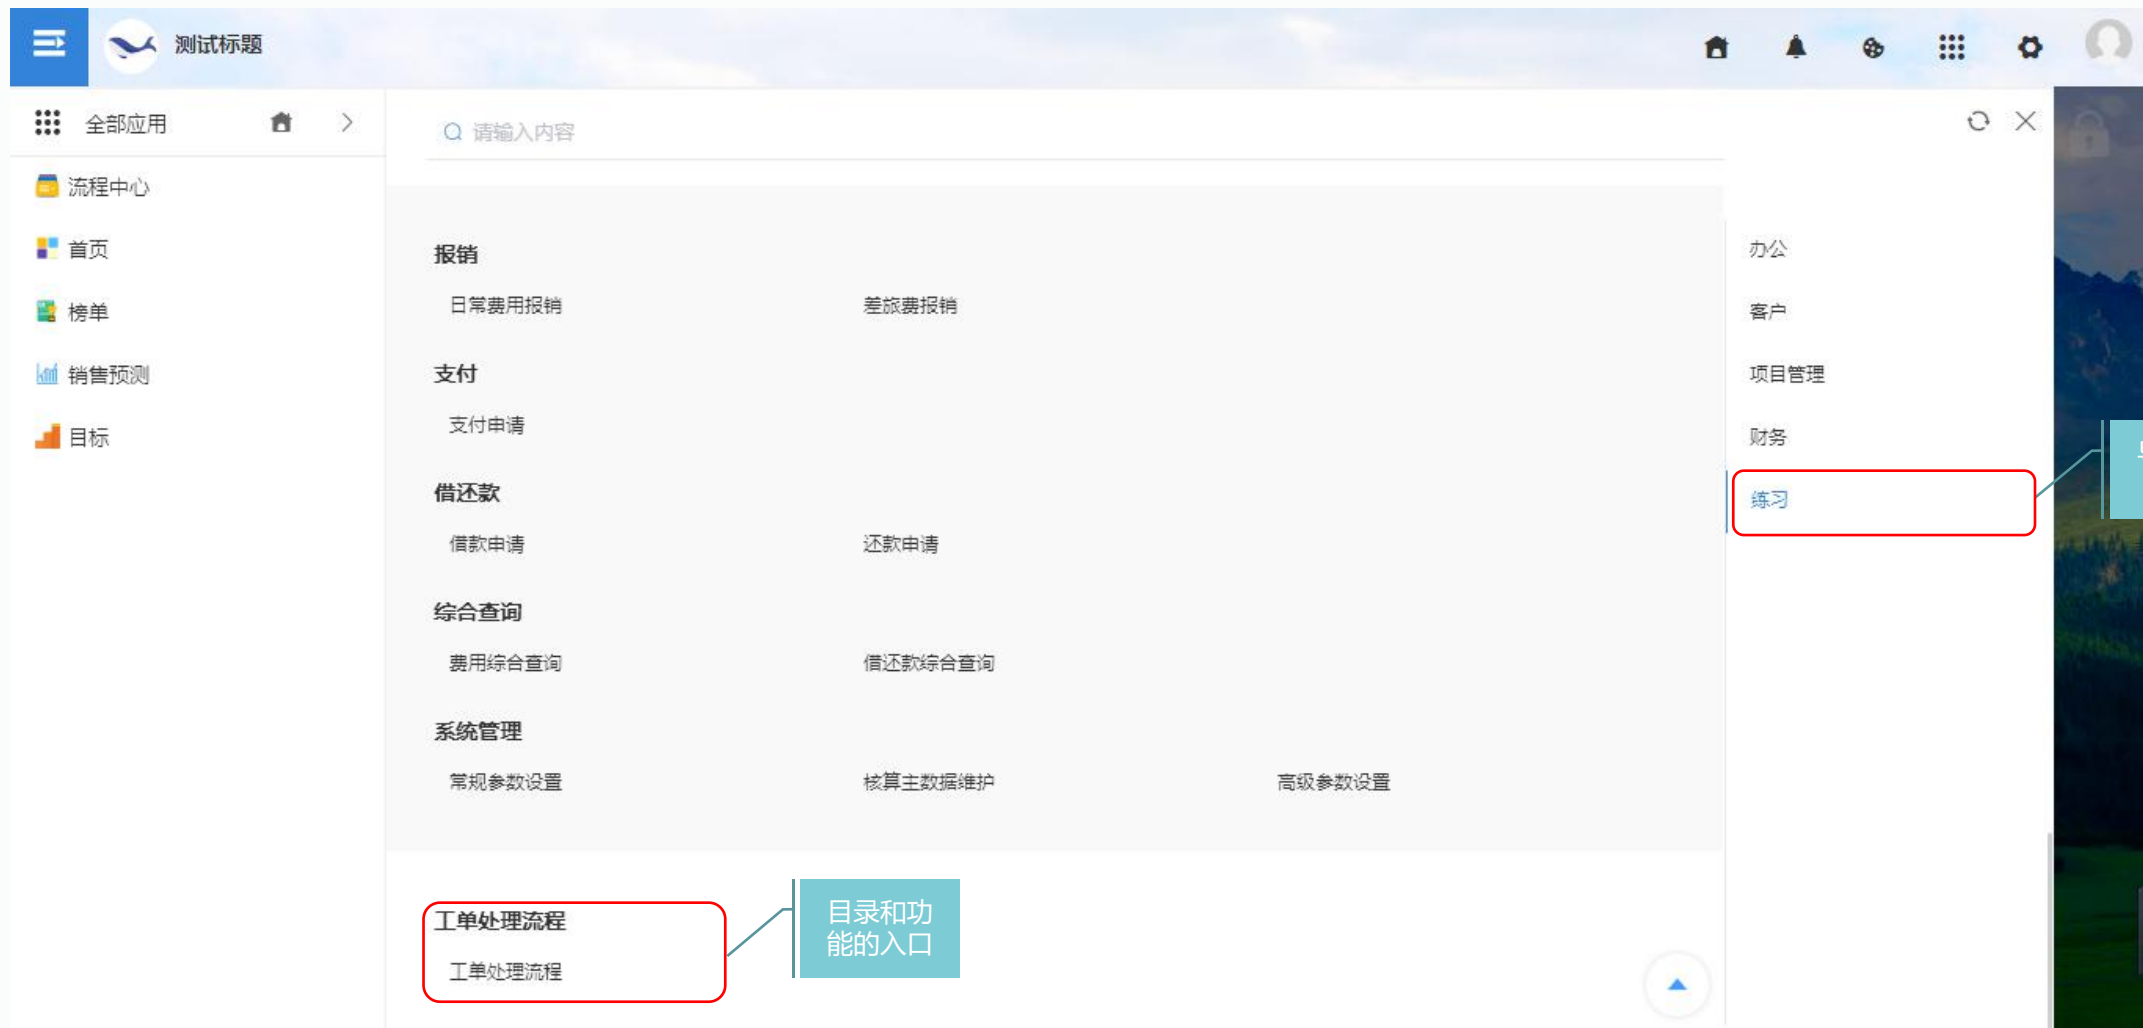 测试标题
全部应用
请输入内容
流程中心
首页
榜单
销售预测
目标
报销
日常费用报销 差旅费报销
支付
支付申请
借还款
借款申请 还款申请
综合查询
费用综合查询 借还款综合查询
系统管理
常规参数设置 核算主数据维护 高级参数设置
工单处理流程
工单处理流程
目录和功
能的入口
办公
客户
项目管理
财务
练习